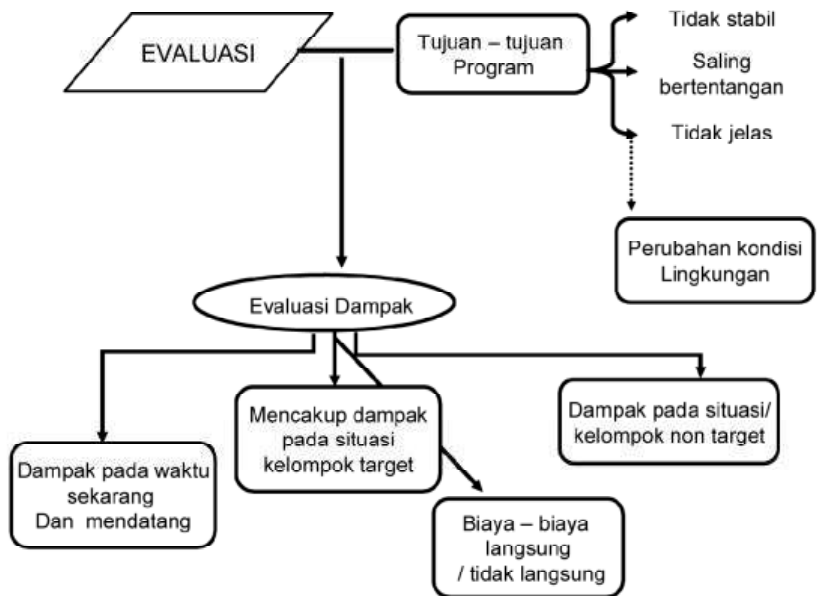 EVALUASI
Tujuan – tujuan
Program
Tidak stabil
Saling
bertentangan
Tidak jelas
Perubahan kondisi
Lingkungan
Evaluasi Dampak
Dampak pada waktu
sekarang
Dan mendatang
Mencakup dampak
pada situasi
kelompok target
Biaya – biaya
langsung
/ tidak langsung
Dampak pada situasi/
kelompok non target